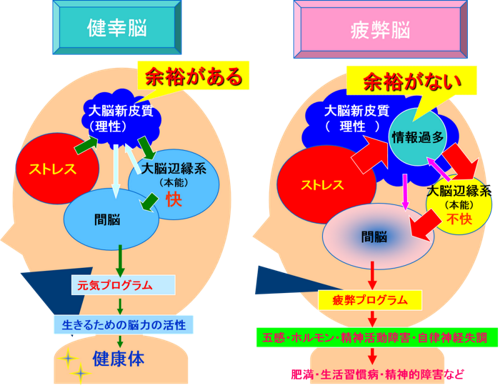 健幸脳
余裕がある
大脳新皮質
(理性)
ストレス
大脳辺縁系
(本能)
快
間脳
元気プログラム
生きるための脳力の活性
健康体
疲弊脳
余裕がない
大脳新皮質
( 理性 )
情報過多
ストレス
大脳辺縁系
(本能)
不快
間脳
疲弊プログラム
五感・ホルモン・精神活動障害・自律神経失調
肥満・生活習慣病・精神的障害など